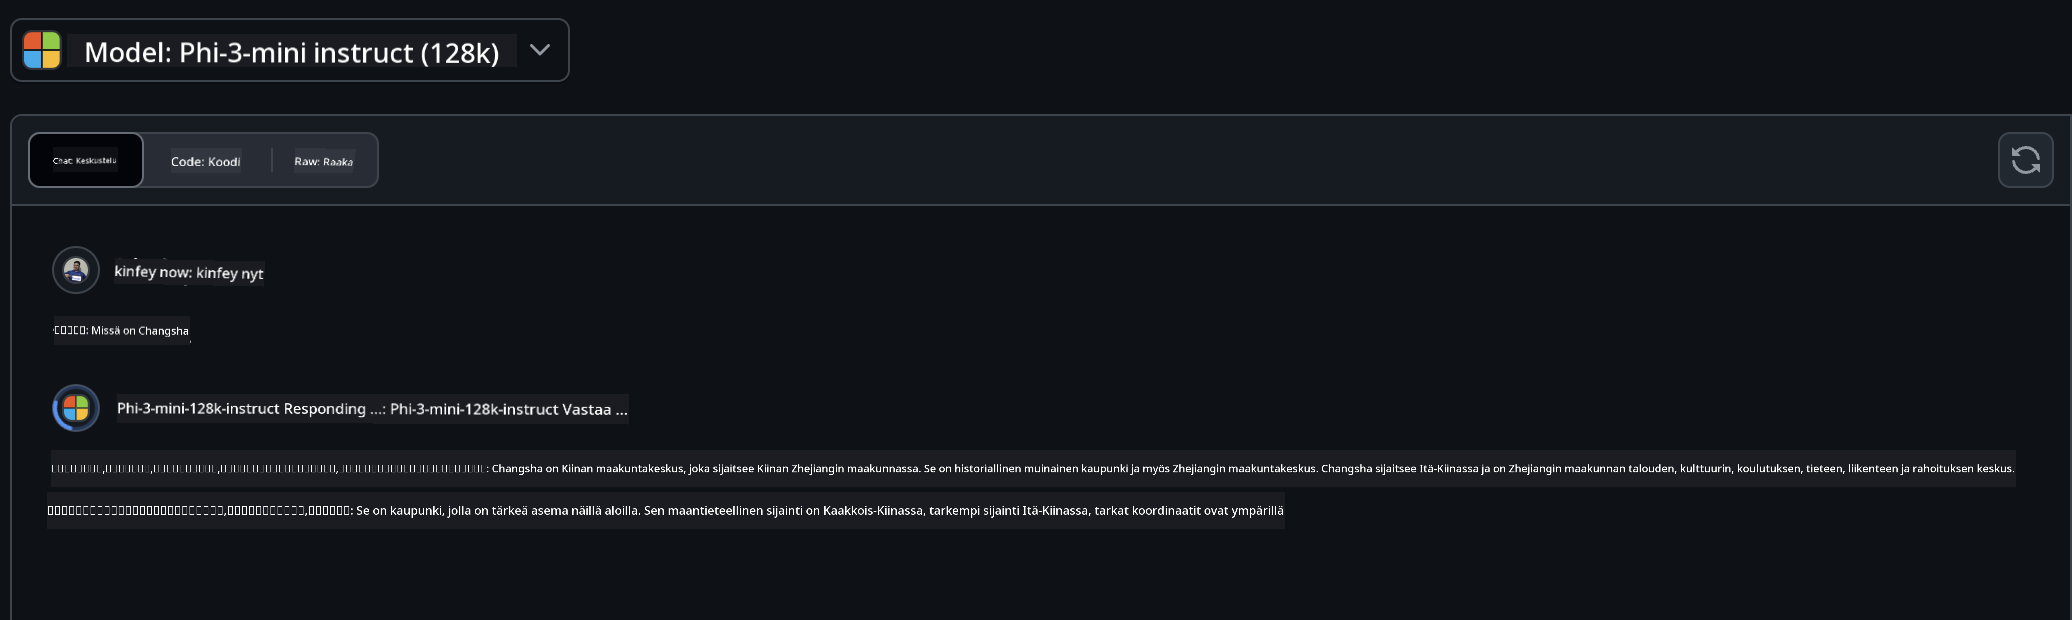 Model: Phi-3-mini instruct (128k)
Chat: Keskustelu
Code: Koodi
Raw: Raaka
kinfey now: kinfey nyt
: Missä on Changsha
Phi-3-mini-128k-instruct Responding ...: Phi-3-mini-128k-instruct Vastaa ...
: Changsha on Kiinan maakuntakeskus, joka sijaitsee Kiinan Zhejiangin maakunnassa. Se on historiallinen muinainen kaupunki ja myös Zhejiangin maakuntakeskus. Changsha sijaitsee Itä-Kiinassa ja on Zhejiangin maakunnan talouden, kulttuurin, koulutuksen, tieteen, liikenteen ja rahoituksen keskus.
: Se on kaupunki, jolla on tärkeä asema näillä aloilla. Sen maantieteellinen sijainti on Kaakkois-Kiinassa, tarkempi sijainti Itä-Kiinassa, tarkat koordinaatit ovat ympärillä